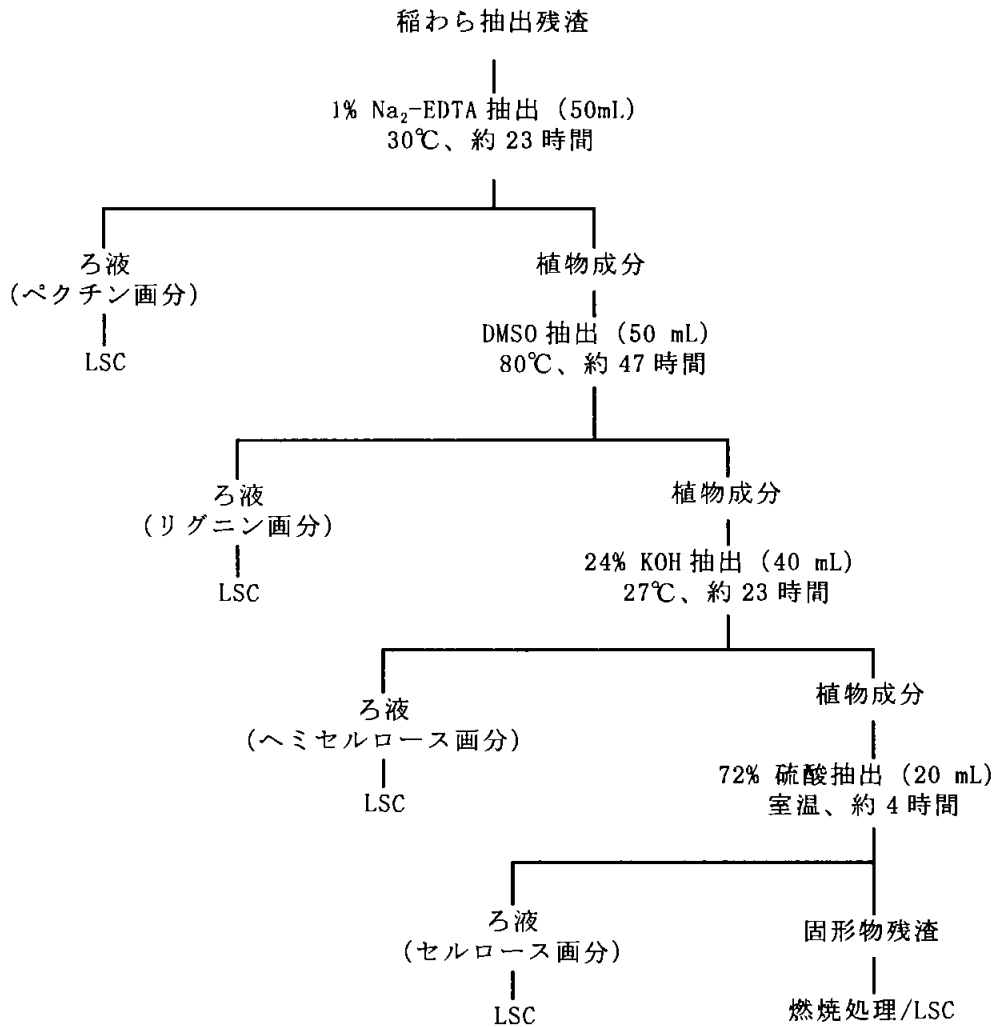 稲わら抽出残渣
1% Na₂-EDTA 抽出 (50mL)
30℃、約 23 時間
ろ液
(ペクチン画分)
LSC
植物成分
DMSO 抽出 (50 mL)
80℃、約 47 時間
ろ液
(リグニン画分)
LSC
植物成分
24% KOH 抽出 (40 mL)
27℃、約 23 時間
ろ液
(ヘミセルロース画分)
LSC
植物成分
72% 硫酸抽出 (20 mL)
室温、約 4 時間
ろ液
(セルロース画分)
LSC
固形物残渣
燃焼処理/LSC